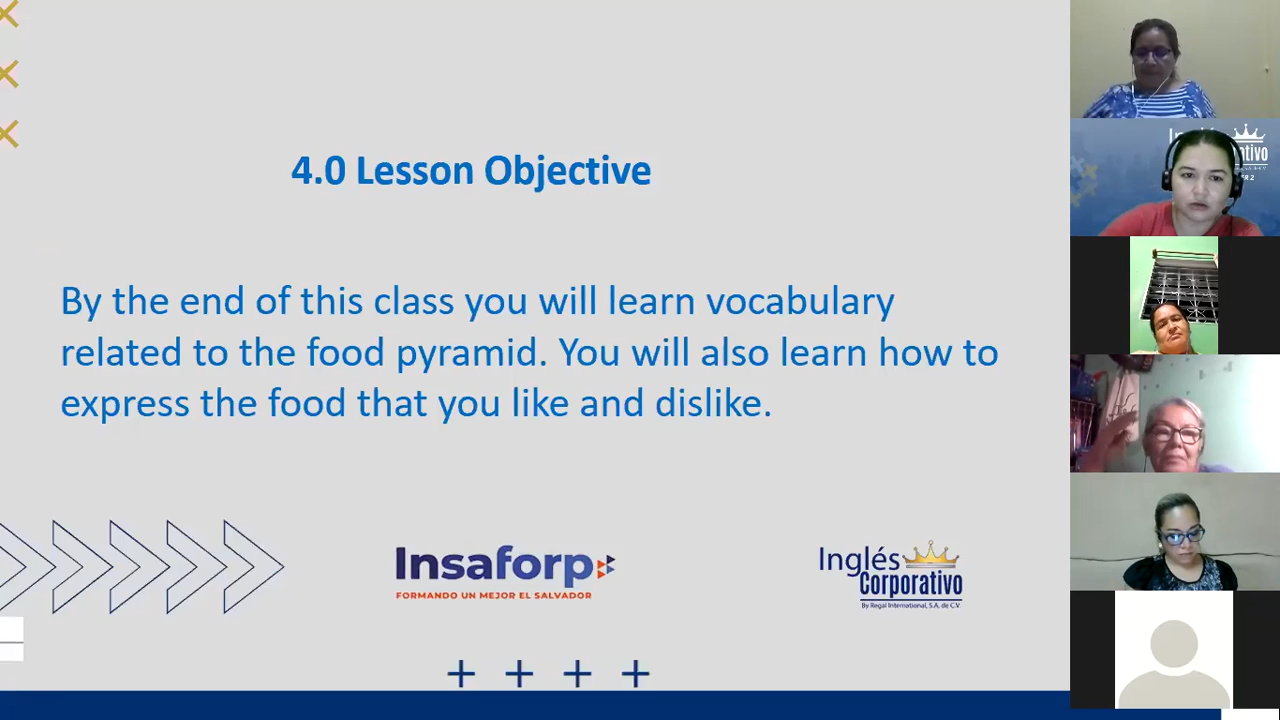 4.0 Lesson Objective
By the end of this class you will learn vocabulary
related to the food pyramid. You will also learn how to
express the food that you like and dislike.
Insaforp
FORMANDO UN MEJOR EL SALVADOR
Inglés
Corporativo
By Regal International, S.A. de C.V.